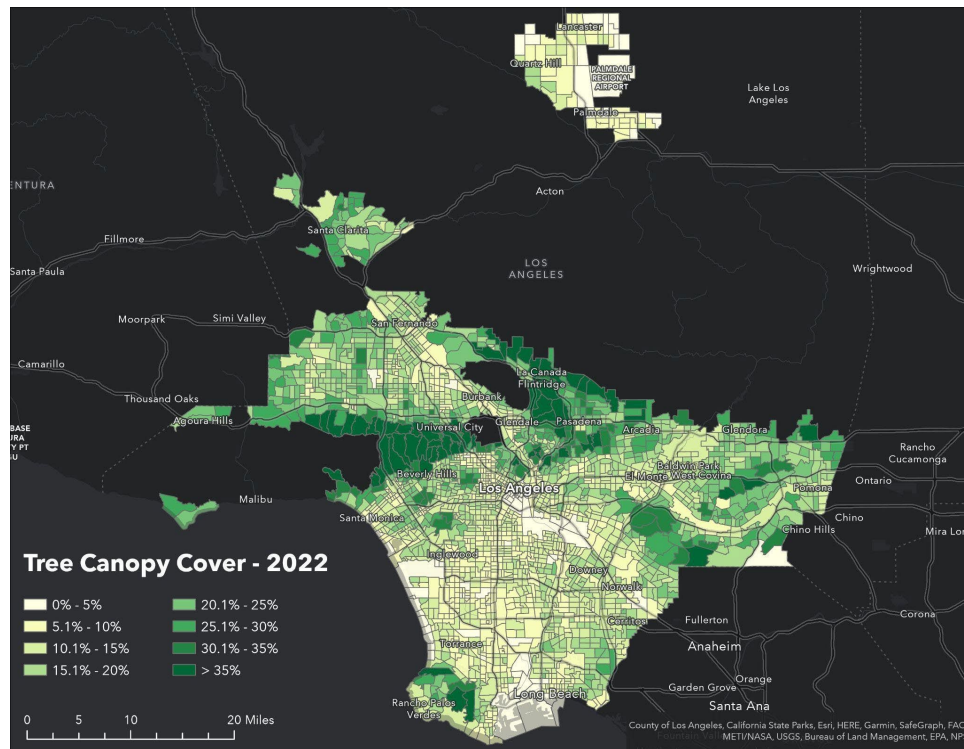 Lancaster
Quartz Hill
PALMDALE
REGIONAL
AIRPORT
Lake Los
Angeles
Palmdale
ENTURA
Acton
Santa Clarita
Fillmore
LOS
ANGELES
Santa Paula
Wrightwood
Moorpark
Simi Valley
San Fernando
Camarillo
La Canada
Flintridge
Thousand Oaks
Burbank
Agoura Hills
Universal City
Glendale
Pasadena
Arcadia
Glendora
BASE
URA
Y PT
GU
Rancho
Cucamonga
Beverly Hills
Baldwin Park
El Monte
West Covina
Ontario
Los Angeles
Pomona
Malibu
Santa Monica
Chino
Chino Hills
Mira Lo
Inglewood
Tree Canopy Cover - 2022
Downey
Norwalk
0% - 5%
5.1% - 10%
10.1% - 15%
15.1% - 20%
20.1% - 25%
25.1% - 30%
30.1% - 35%
> 35%
Cerritos
Fullerton
Corona
Torrance
Anaheim
Rancho Palos
Verdes
Long Beach
Orange
Garden Grove
Santa Ana
0 5 10 20 Miles
County of Los Angeles, California State Parks, Esri, HERE, Garmin, SafeGraph, FAO
METI/NASA, USGS, Bureau of Land Management, EPA, NPS